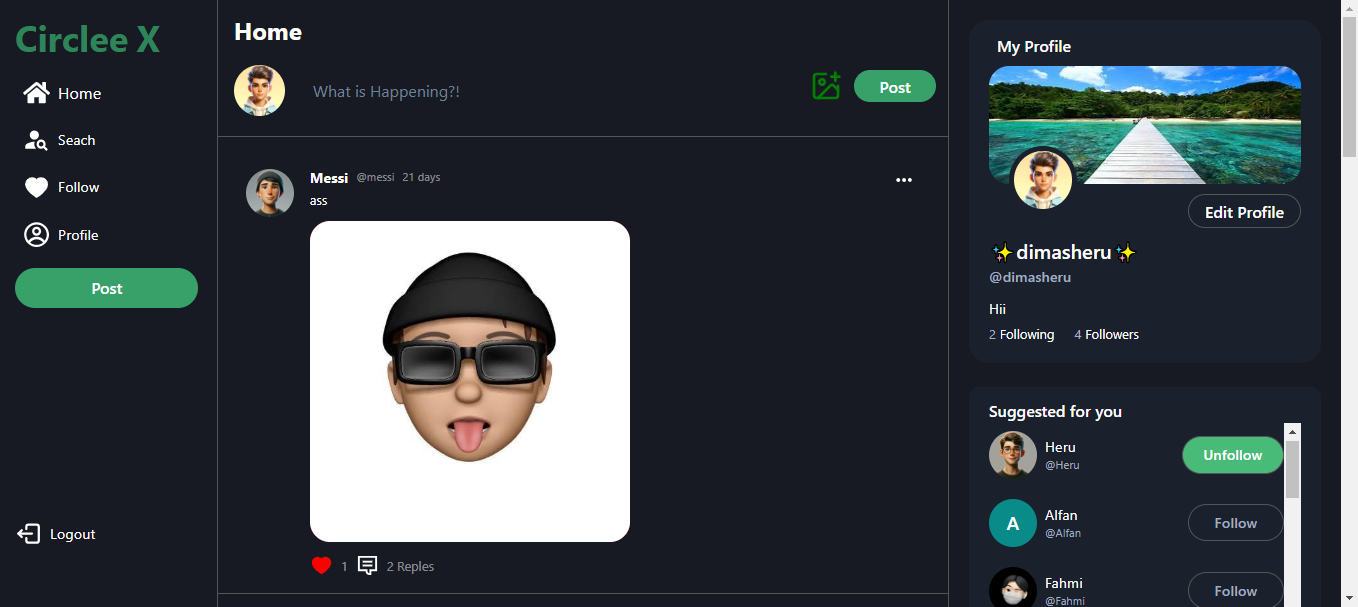 Circlee X
Home
Seach
Follow
Profile
Post
Logout
Home
What is Happening?!
Post
Messi @messi 21 days
ass
1 2 Reples
My Profile
Edit Profile
✨dimasheru✨
@dimasheru
Hii
2 Following 4 Followers
Suggested for you
Heru
@Heru
Unfollow
A
Alfan
@Alfan
Follow
Fahmi
@Fahmi
Follow